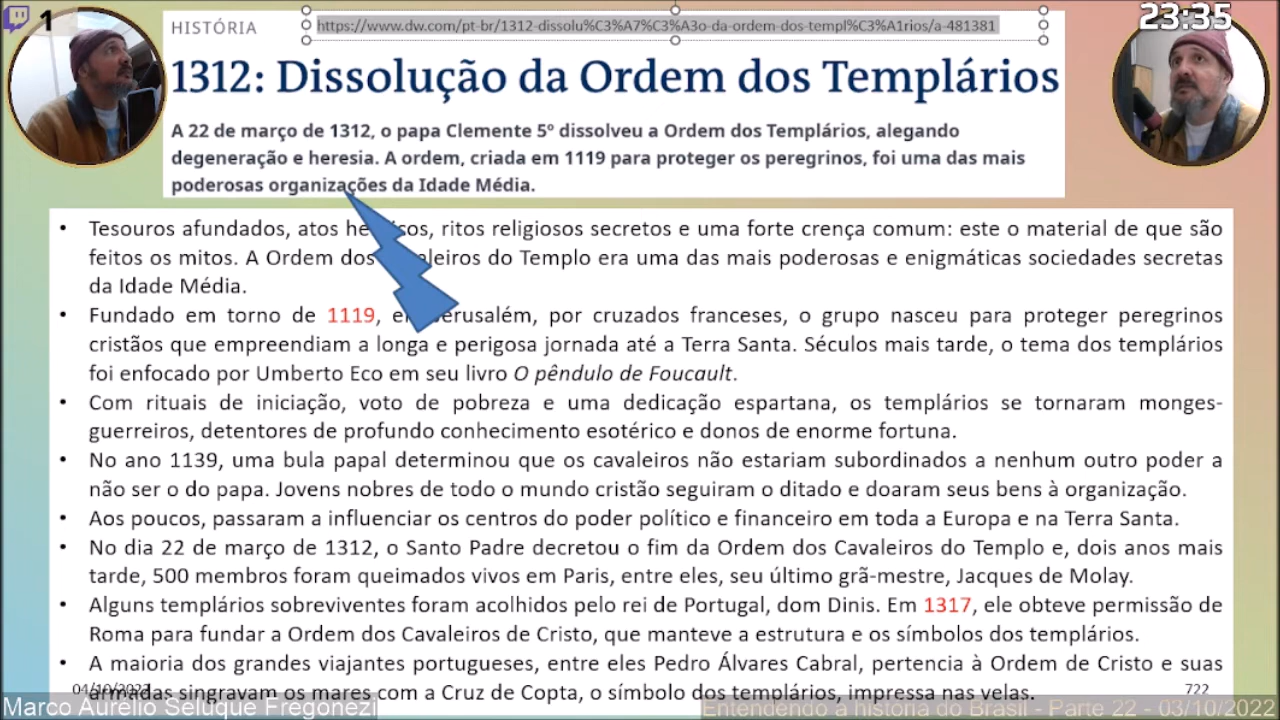 1
23:35
HISTÓRIA
https://www.dw.com/pt-br/1312-dissolu%C3%A7%C3%A3o-da-ordem-dos-templ%C3%A1rios/a-481381
1312: Dissolução da Ordem dos Templários
A 22 de março de 1312, o papa Clemente 5º dissolveu a Ordem dos Templários, alegando
degeneração e heresia. A ordem, criada em 1119 para proteger os peregrinos, foi uma das mais
poderosas organizações da Idade Média.
• Tesouros afundados, atos, ritos religiosos secretos e uma forte crença comum: este o material de que são
feitos os mitos. A Ordem dos do Templo era uma das mais poderosas e enigmáticas sociedades secretas
da Idade Média.
• Fundado em torno de 1119, em Jerusalém, por cruzados franceses, o grupo nasceu para proteger peregrinos
cristãos que empreendiam a longa e perigosa jornada até a Terra Santa. Séculos mais tarde, o tema dos templários
foi enfocado por Umberto Eco em seu livro O pêndulo de Foucault.
• Com rituais de iniciação, voto de pobreza e uma dedicação espartana, os templários se tornaram monges-
guerreiros, detentores de profundo conhecimento esotérico e donos de enorme fortuna.
• No ano 1139, uma bula papal determinou que os cavaleiros não estariam subordinados a nenhum outro poder a
não ser o do papa. Jovens nobres de todo o mundo cristão seguiram o ditado e doaram seus bens à organização.
• Aos poucos, passaram a influenciar os centros do poder político e financeiro em toda a Europa e na Terra Santa.
• No dia 22 de março de 1312, o Santo Padre decretou o fim da Ordem dos Cavaleiros do Templo e, dois anos mais
tarde, 500 membros foram queimados vivos em Paris, entre eles, seu último grã-mestre, Jacques de Molay.
• Alguns templários sobreviventes foram acolhidos pelo rei de Portugal, dom Dinis. Em 1317, ele obteve permissão de
Roma para fundar a Ordem dos Cavaleiros de Cristo, que manteve a estrutura e os símbolos dos templários.
• A maioria dos grandes viajantes portugueses, entre eles Pedro Álvares Cabral, pertencia à Ordem de Cristo e suas
armadas singravam os mares com a Cruz de Copta, o símbolo dos templários, impressa nas velas.
04/10/2022
722
Marco Aurélio Seluque Fregonezi
Entendendo a história do Brasil - Parte 22 - 03/10/2022